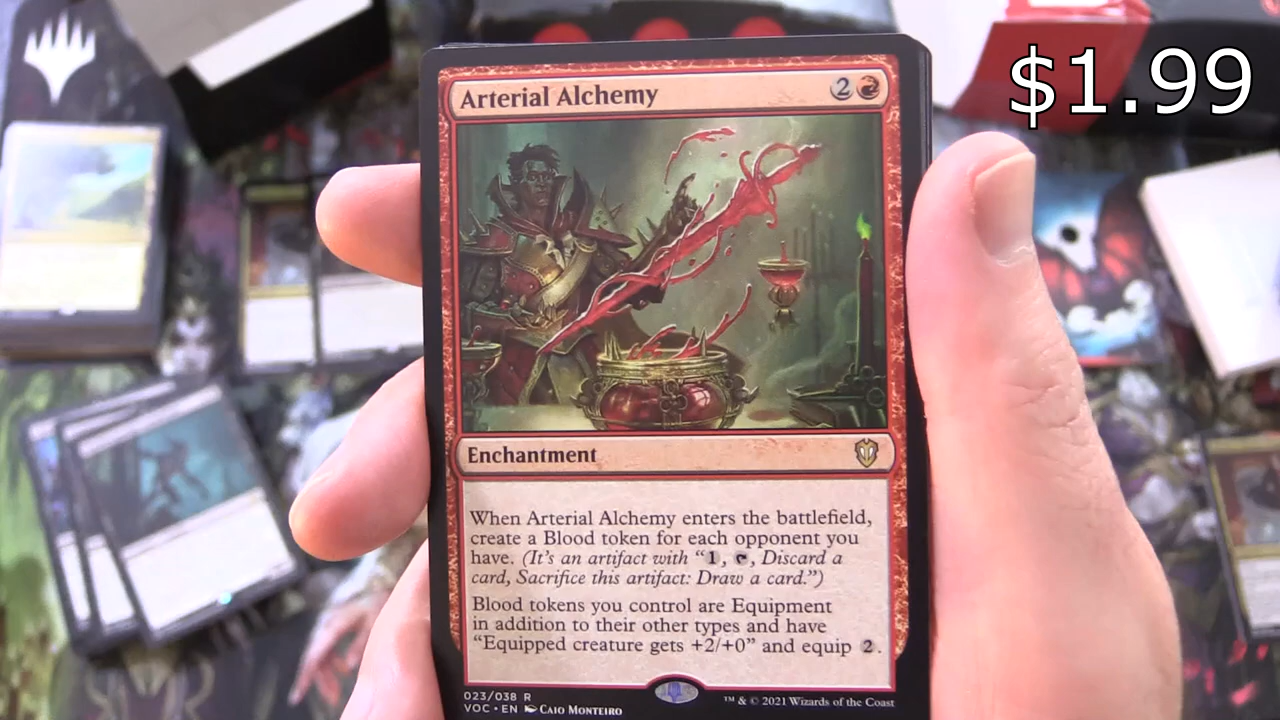 $1.99
Arterial Alchemy 2
Enchantment
When Arterial Alchemy enters the battlefield,
create a Blood token for each opponent you
have. (It's an artifact with “1, , Discard a
card, Sacrifice this artifact: Draw a card.”)
Blood tokens you control are Equipment
in addition to their other types and have
“Equipped creature gets +2/+0” and equip 2.
023/038 R
VOC • EN Caio Monteiro
™ & © 2021 Wizards of the Coast